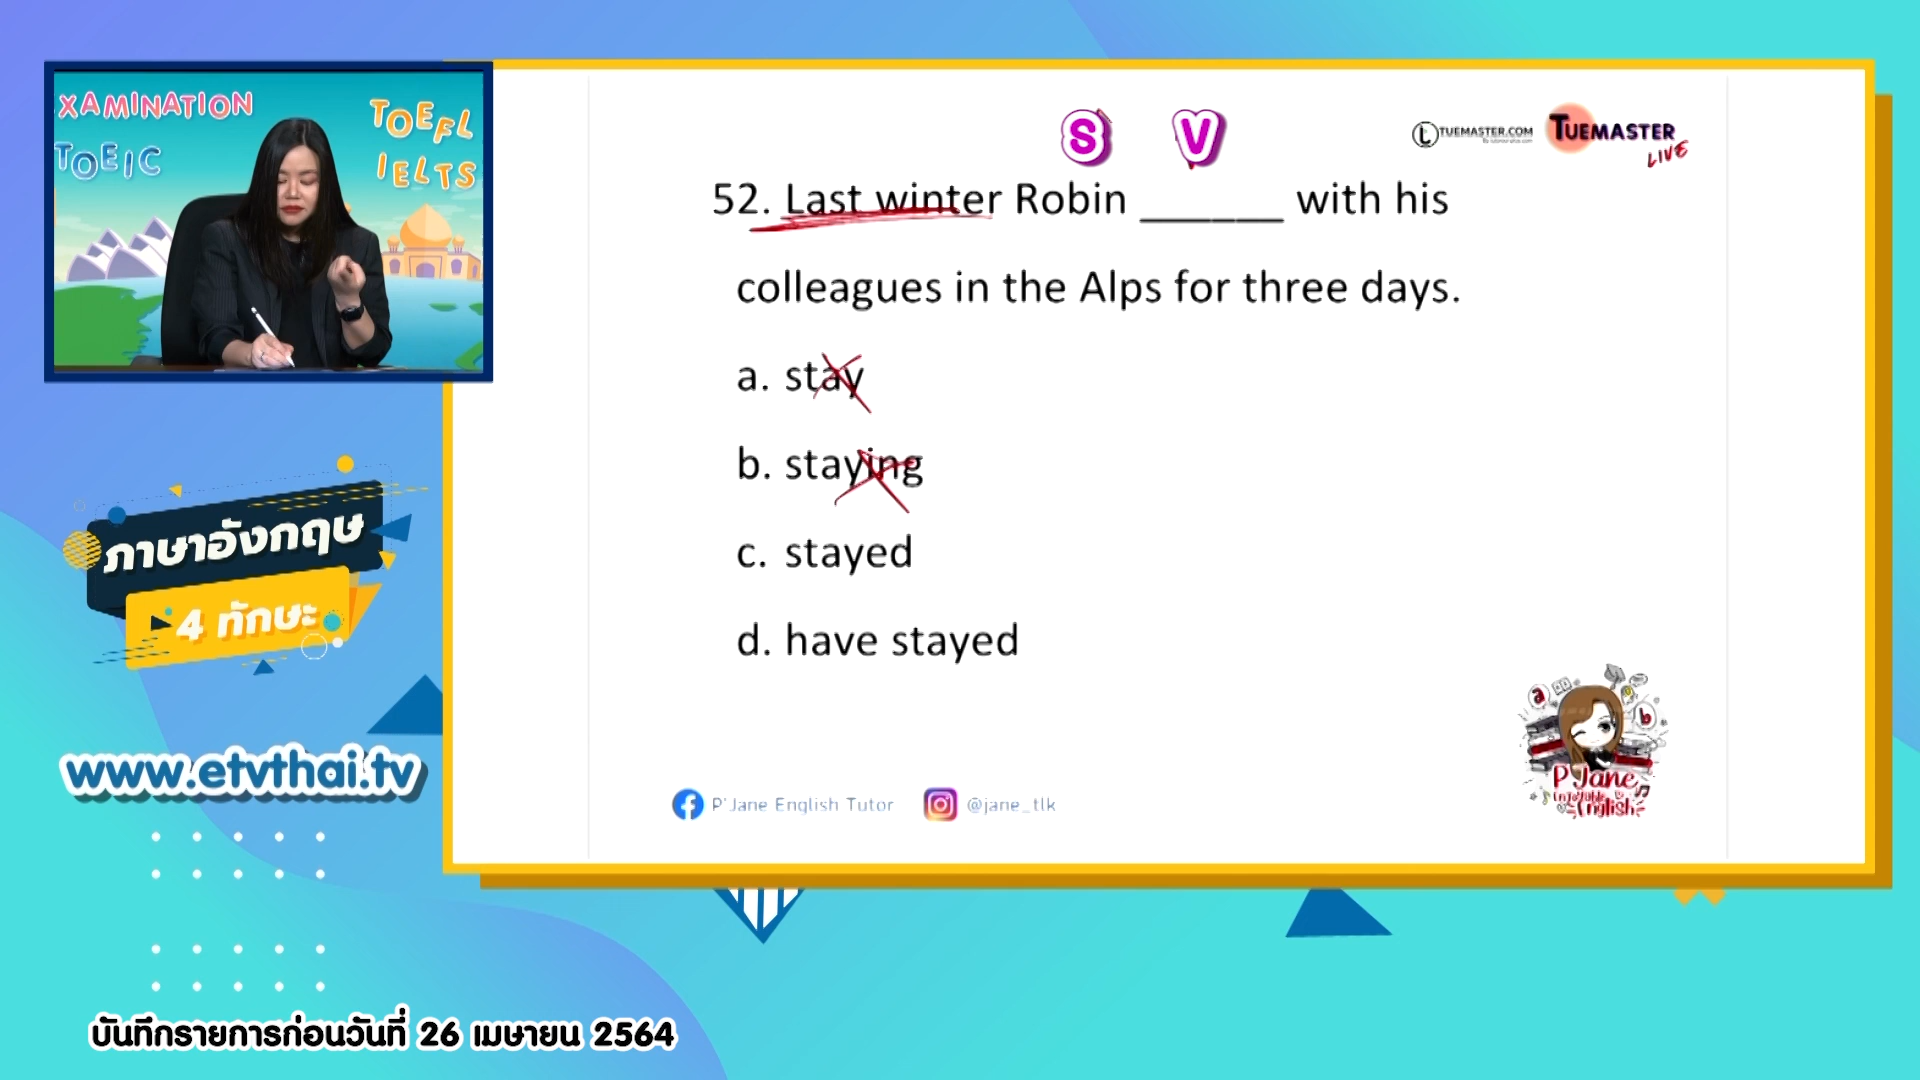 XAMINATION
TOEFL
TOEIC
IELTS
S V
TUEMASTER.COM
TUEMASTER
LIVE
52. Last winter Robin ______ with his
colleagues in the Alps for three days.
a. stay
b. staying
c. stayed
d. have stayed
ภาษาอังกฤษ
4 ทักษะ
www.etvthai.tv
a
b
P'Jane
Enjoyable
English
P'Jane English Tutor @jane_tlk
บันทึกรายการก่อนวันที่ 26 เมษายน 2564